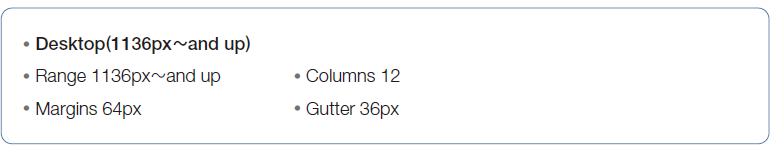 • Desktop(1136px～and up)
• Range 1136px～and up • Columns 12
• Margins 64px • Gutter 36px